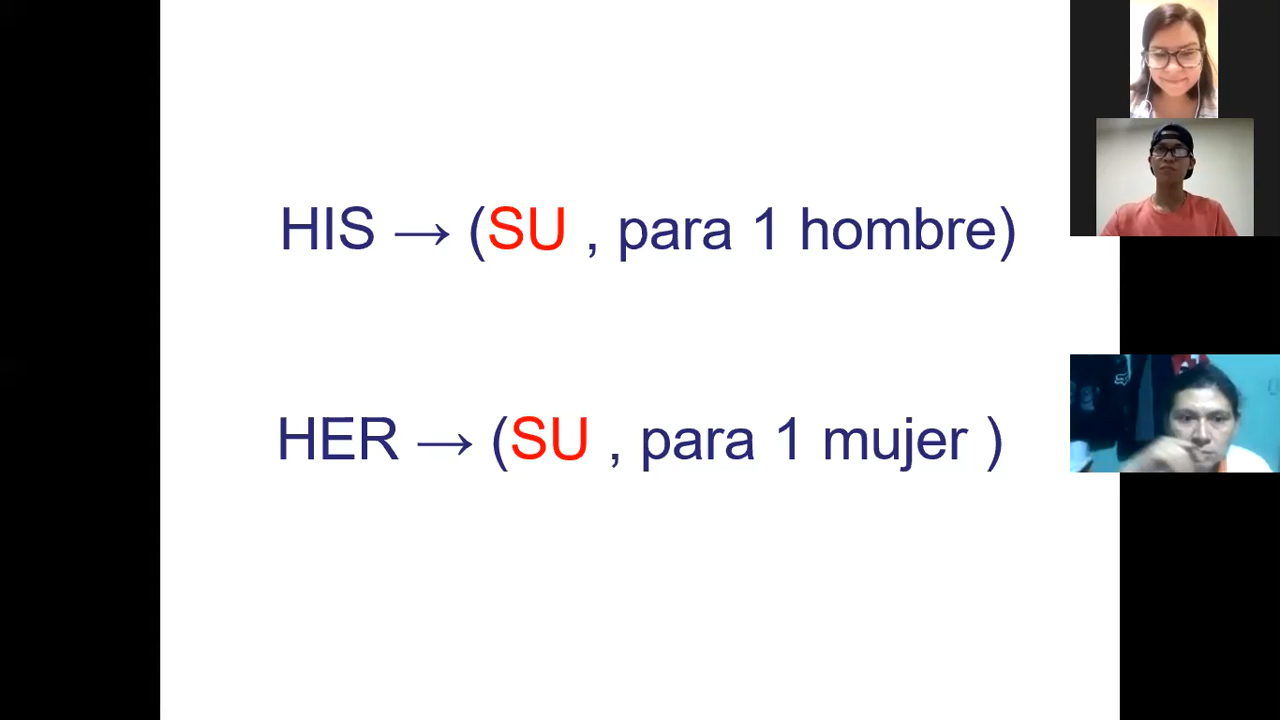 HIS → (SU , para 1 hombre)
HER → (SU , para 1 mujer )